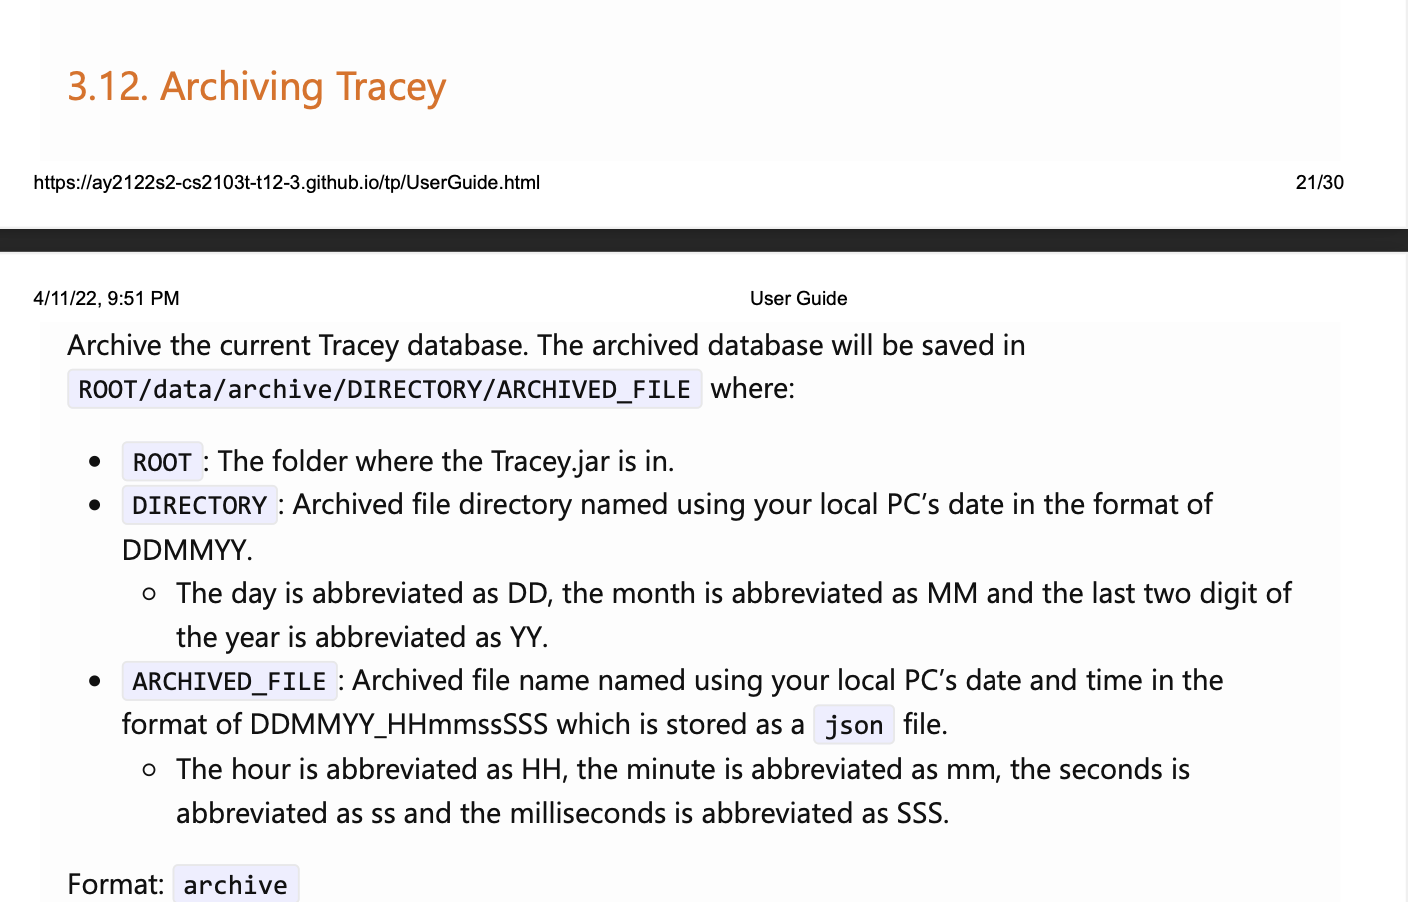 3.12. Archiving Tracey
https://ay2122s2-cs2103t-t12-3.github.io/tp/UserGuide.html 21/30
4/11/22, 9:51 PM User Guide
Archive the current Tracey database. The archived database will be saved in
ROOT/data/archive/DIRECTORY/ARCHIVED_FILE where:
• ROOT: The folder where the Tracey.jar is in.
• DIRECTORY: Archived file directory named using your local PC’s date in the format of
DDMMYY.
○ The day is abbreviated as DD, the month is abbreviated as MM and the last two digit of
the year is abbreviated as YY.
• ARCHIVED_FILE: Archived file name named using your local PC’s date and time in the
format of DDMMYY_HHmmssSSS which is stored as a json file.
○ The hour is abbreviated as HH, the minute is abbreviated as mm, the seconds is
abbreviated as ss and the milliseconds is abbreviated as SSS.
Format: archive